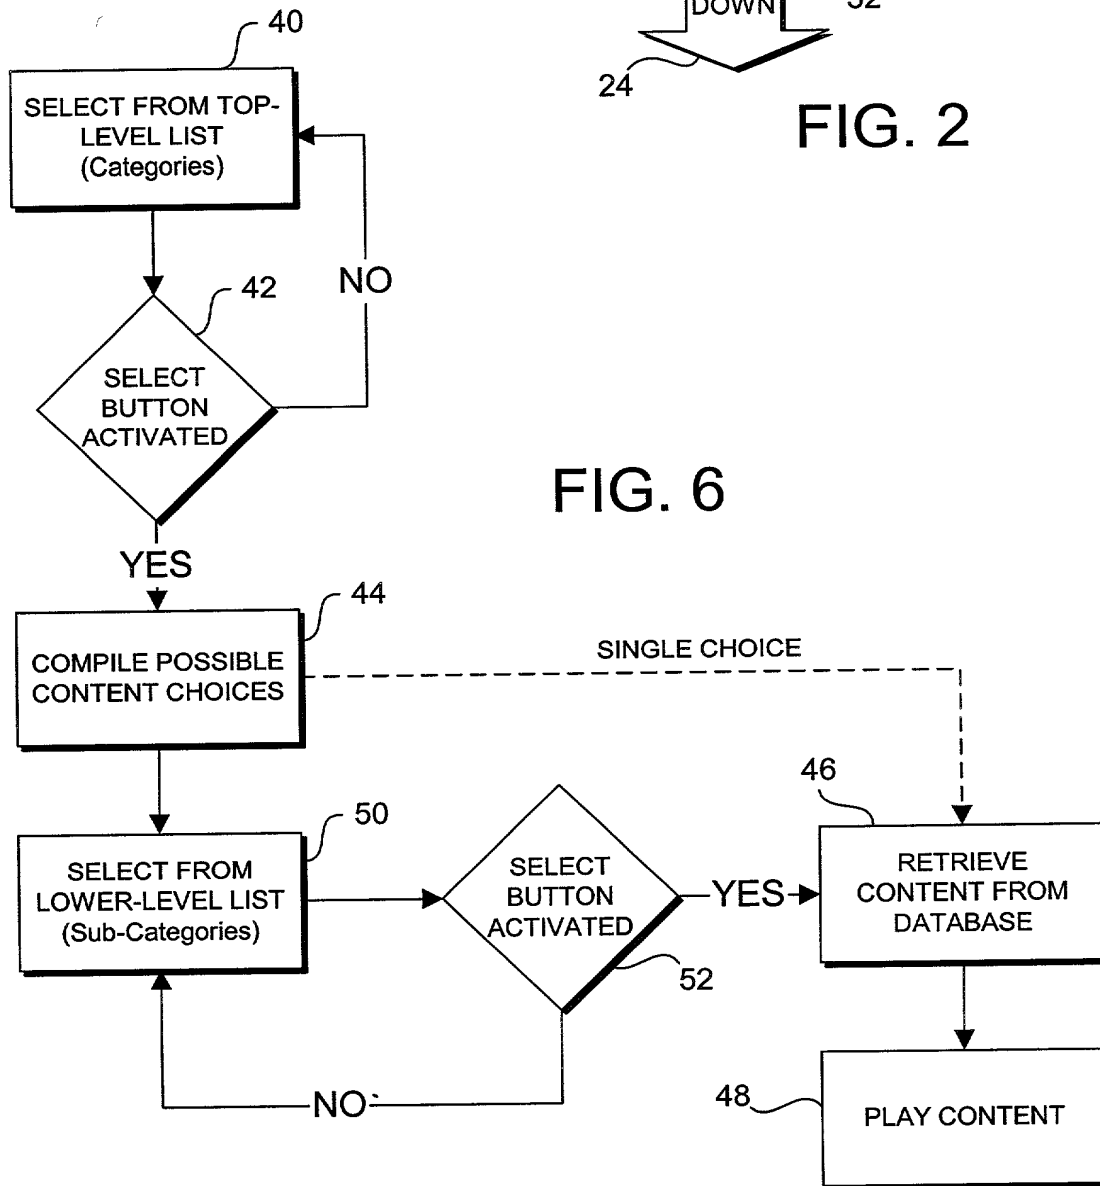 40
DOWN
24
FIG. 2
SELECT FROM TOP-
LEVEL LIST
(Categories)
NO
42
SELECT
BUTTON
ACTIVATED
FIG. 6
YES
44
COMPILE POSSIBLE
CONTENT CHOICES
SINGLE CHOICE
50
SELECT FROM
LOWER-LEVEL LIST
(Sub-Categories)
SELECT
BUTTON
ACTIVATED
52
YES
46
RETRIEVE
CONTENT FROM
DATABASE
NO
48
PLAY CONTENT